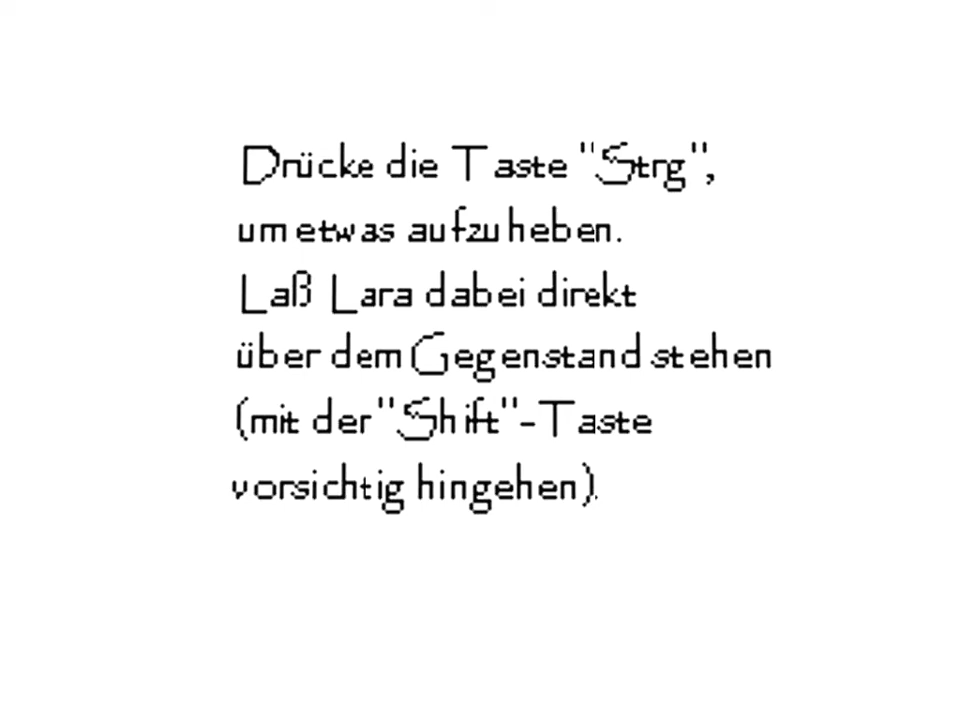 Drücke die Taste "Strg",
um etwas aufzuheben.
Laß Lara dabei direkt
über dem Gegenstand stehen
(mit der "Shift"-Taste
vorsichtig hingehen).